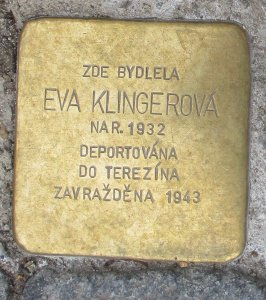 ZDE BYDLELA
EVA KLINGEROVÁ
NAR. 1932
DEPORTOVÁNA
DO TEREZÍNA
ZAVRAŽDĚNA 1943